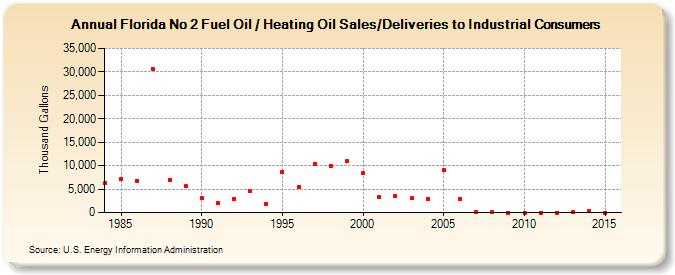 Annual Florida No 2 Fuel Oil / Heating Oil Sales/Deliveries to Industrial Consumers
Thousand Gallons
35,000
30,000
25,000
20,000
15,000
10,000
5,000
0
1985 1990 1995 2000 2005 2010 2015
Source: U.S. Energy Information Administration